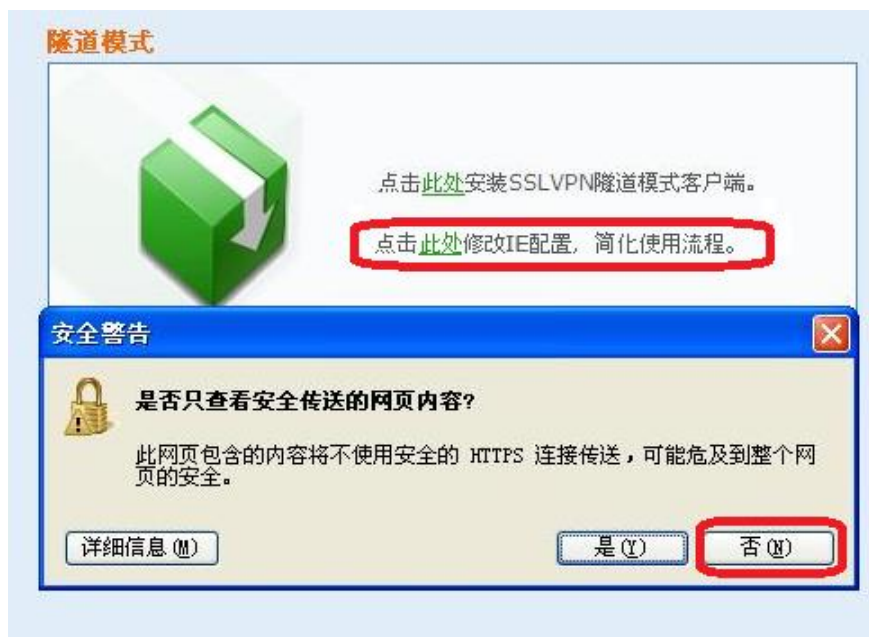 隧道模式
点击此处安装SSLVPN隧道模式客户端。
点击此处修改IE配置, 简化使用流程。
安全警告
是否只查看安全传送的网页内容?
此网页包含的内容将不使用安全的 HTTPS 连接传送，可能危及到整个网
页的安全。
详细信息(M) 是(Y) 否(N)